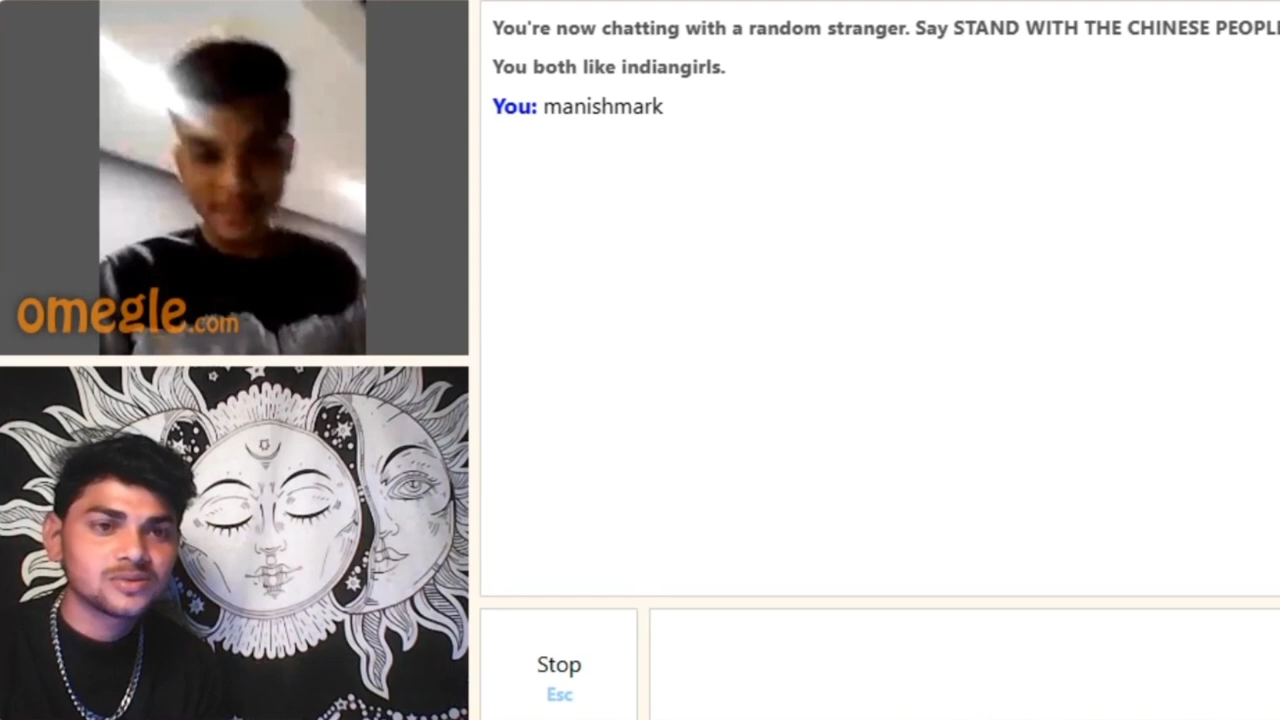 You're now chatting with a random stranger. Say STAND WITH THE CHINESE PEOPLE
You both like indiangirls.
You: manishmark
omegle.com
Stop
Esc